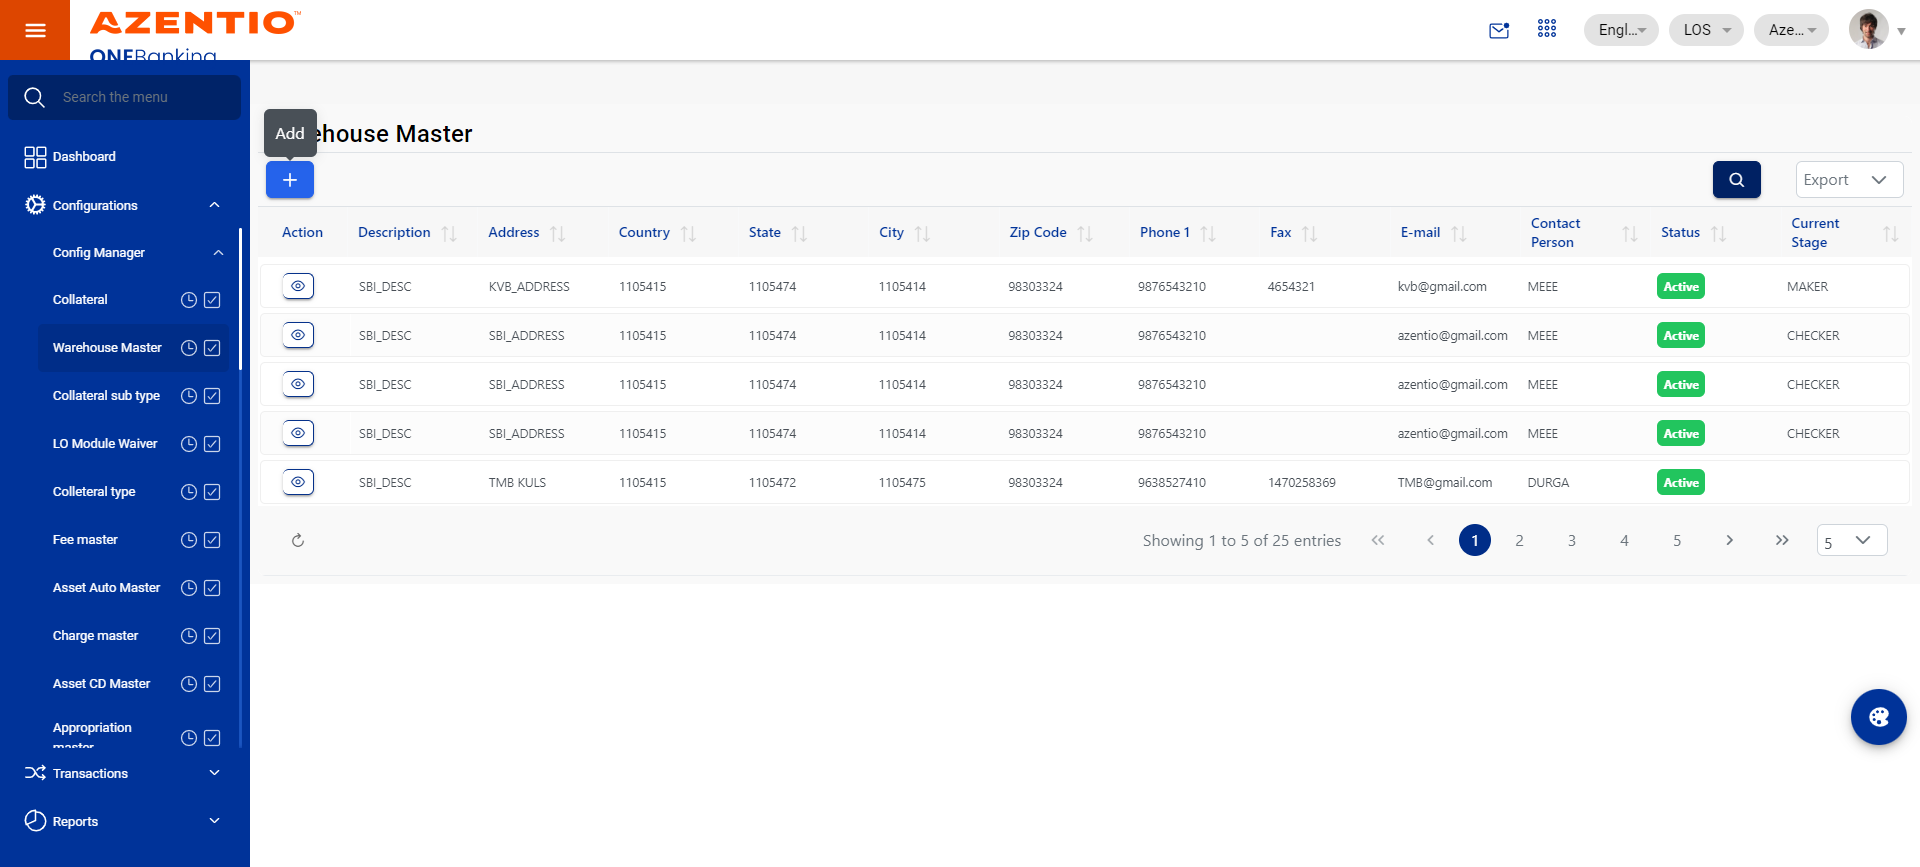 AZENTIO™
ONEBanking
Engl...
LOS
Aze...
Search the menu
Dashboard
Configurations
Config Manager
Collateral
Warehouse Master
Collateral sub type
LO Module Waiver
Colleteral type
Fee master
Asset Auto Master
Charge master
Asset CD Master
Appropriation
master
Transactions
Reports
Add
ehouse Master
Export
Action Description Address Country State City Zip Code Phone 1 Fax E-mail Contact Person Status Current Stage
SBI_DESC KVB_ADDRESS 1105415 1105474 1105414 98303324 9876543210 4654321 kvb@gmail.com MEEE Active MAKER
SBI_DESC SBI_ADDRESS 1105415 1105474 1105414 98303324 9876543210 azentio@gmail.com MEEE Active CHECKER
SBI_DESC SBI_ADDRESS 1105415 1105474 1105414 98303324 9876543210 azentio@gmail.com MEEE Active CHECKER
SBI_DESC SBI_ADDRESS 1105415 1105474 1105414 98303324 9876543210 azentio@gmail.com MEEE Active CHECKER
SBI_DESC TMB KULS 1105415 1105472 1105475 98303324 9638527410 1470258369 TMB@gmail.com DURGA Active
Showing 1 to 5 of 25 entries 1 2 3 4 5 5